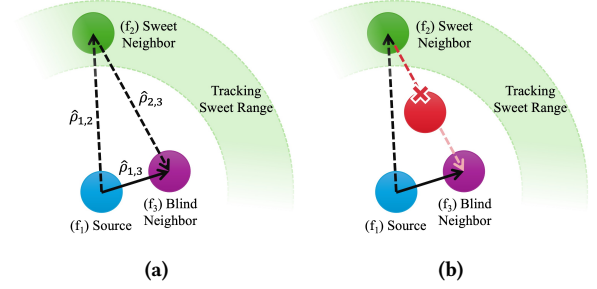 (f₂) Sweet
Neighbor
Tracking
Sweet Range
ρ̂₁,₂
ρ̂₂,₃
ρ̂₁,₃
(f₁) Source
(f₃) Blind
Neighbor
(a)
(f₂) Sweet
Neighbor
Tracking
Sweet Range
(f₁) Source
(f₃) Blind
Neighbor
(b)